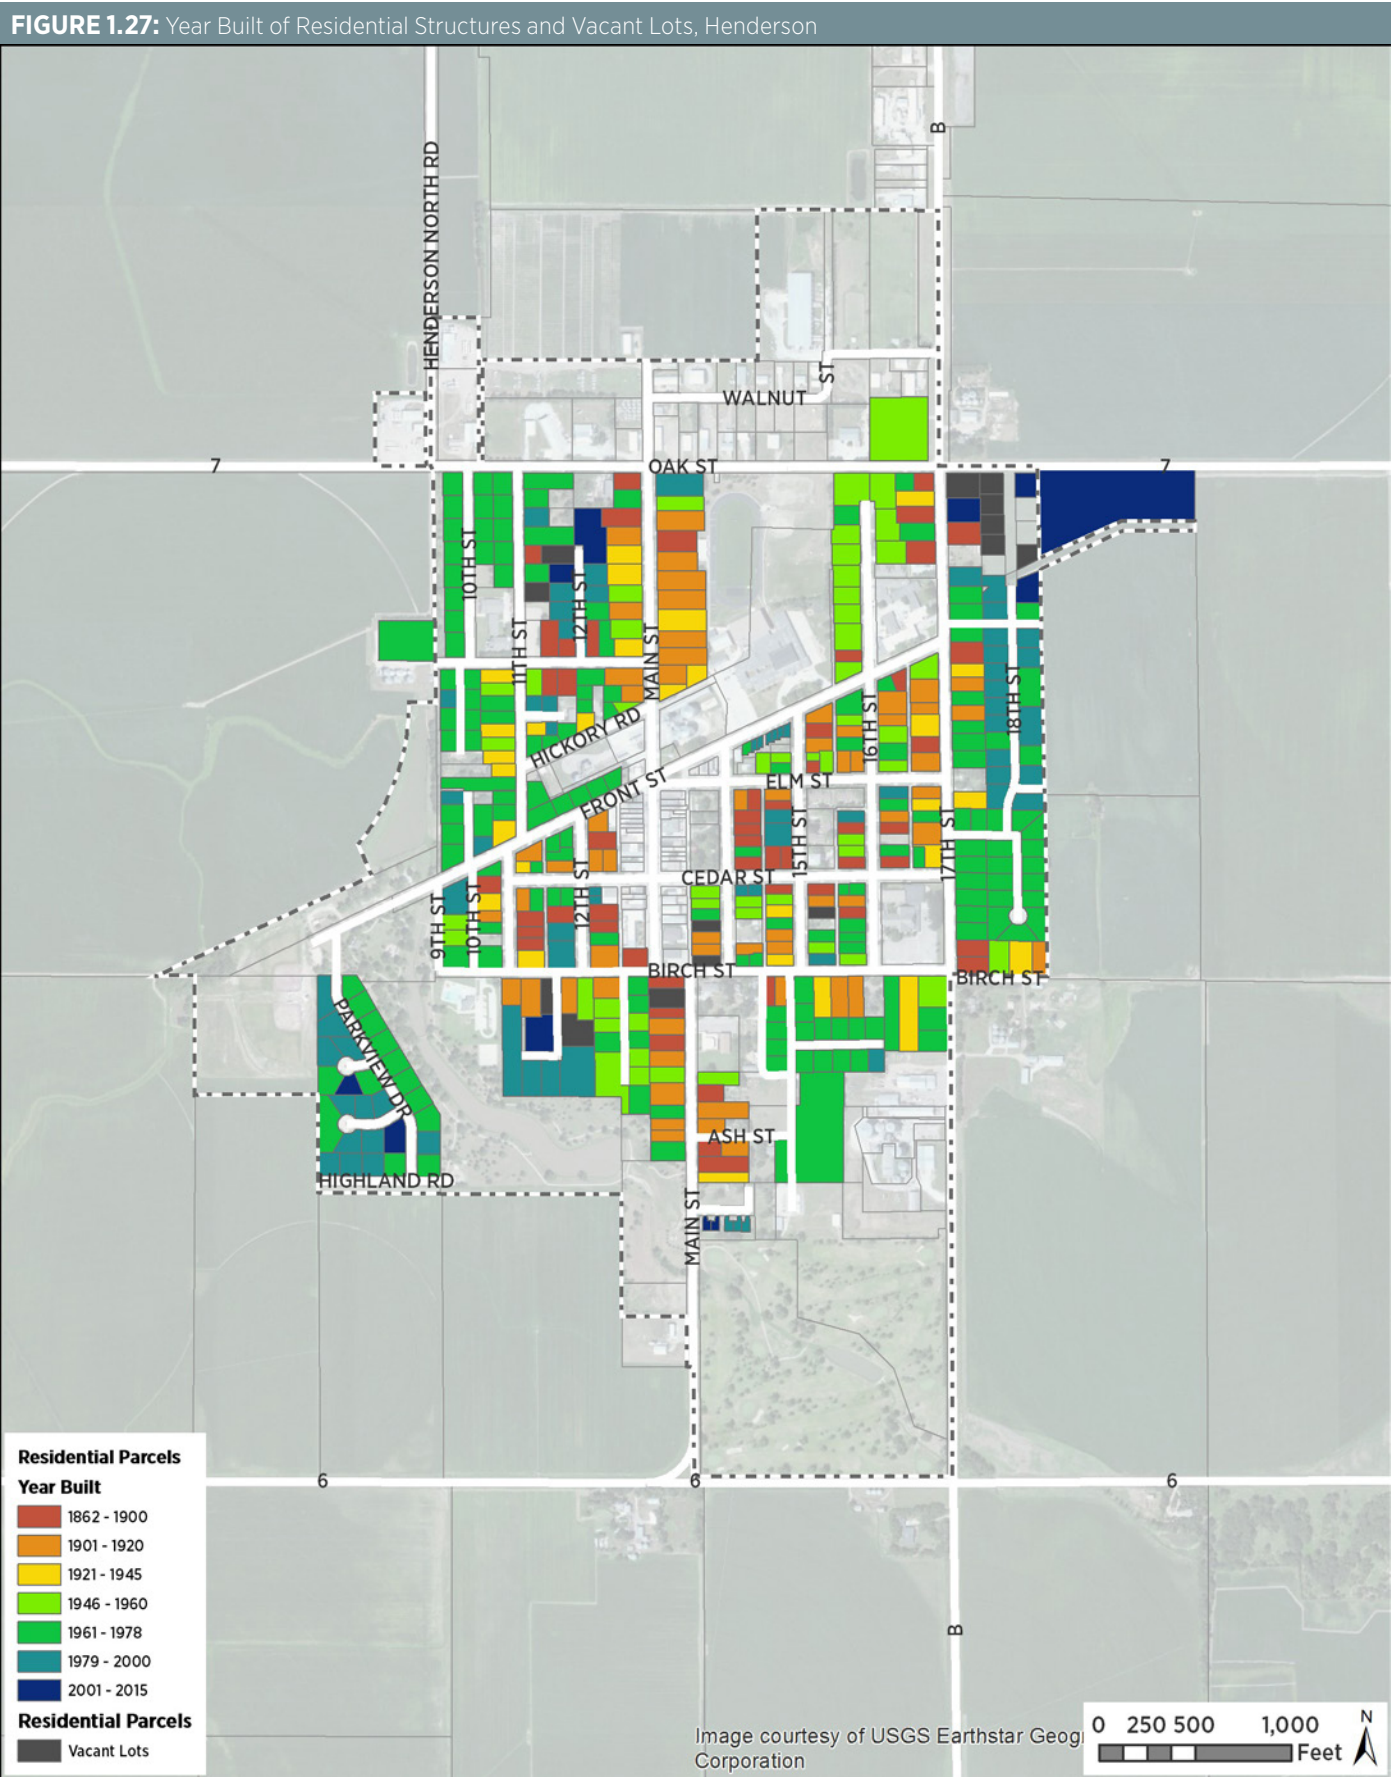 FIGURE 1.27: Year Built of Residential Structures and Vacant Lots, Henderson
B
HENDERSON NORTH RD
ST
WALNUT
7
OAK ST
7
10TH ST
12TH ST
11TH ST
MAIN ST
18TH ST
16TH ST
HICKORY RD
FRONT ST
ELM ST
15TH ST
17TH ST
CEDAR ST
12TH ST
9TH ST
10TH ST
BIRCH ST
BIRCH ST
PARKVIEW DR
ASH ST
HIGHLAND RD
MAIN ST
6
6
6
B
Residential Parcels
Year Built
1862 - 1900
1901 - 1920
1921 - 1945
1946 - 1960
1961 - 1978
1979 - 2000
2001 - 2015
Residential Parcels
Vacant Lots
Image courtesy of USGS Earthstar Geogr
Corporation
0 250 500 1,000
Feet
N